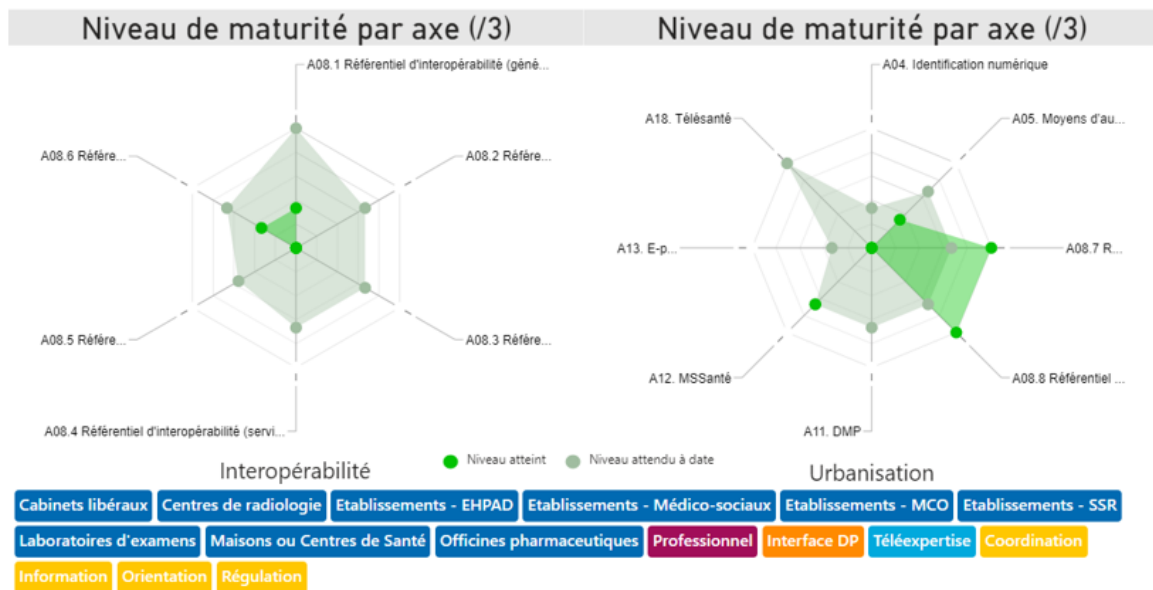 Niveau de maturité par axe (/3)
Niveau de maturité par axe (/3)
A08.1 Référentiel d'interopérabilité (géné...
A08.6 Référe...
A08.2 Référe...
A08.5 Référe...
A08.3 Référe...
A08.4 Référentiel d'interopérabilité (servi...
A04. Identification numérique
A18. Télésanté
A05. Moyens d'au...
A13. E-p...
A08.7 R...
A12. MSSanté
A08.8 Référentiel ...
A11. DMP
Niveau atteint
Niveau attendu à date
Interopérabilité
Urbanisation
Cabinets libéraux
Centres de radiologie
Etablissements - EHPAD
Etablissements - Médico-sociaux
Etablissements - MCO
Etablissements - SSR
Laboratoires d'examens
Maisons ou Centres de Santé
Officines pharmaceutiques
Professionnel
Interface DP
Téléexpertise
Coordination
Information
Orientation
Régulation